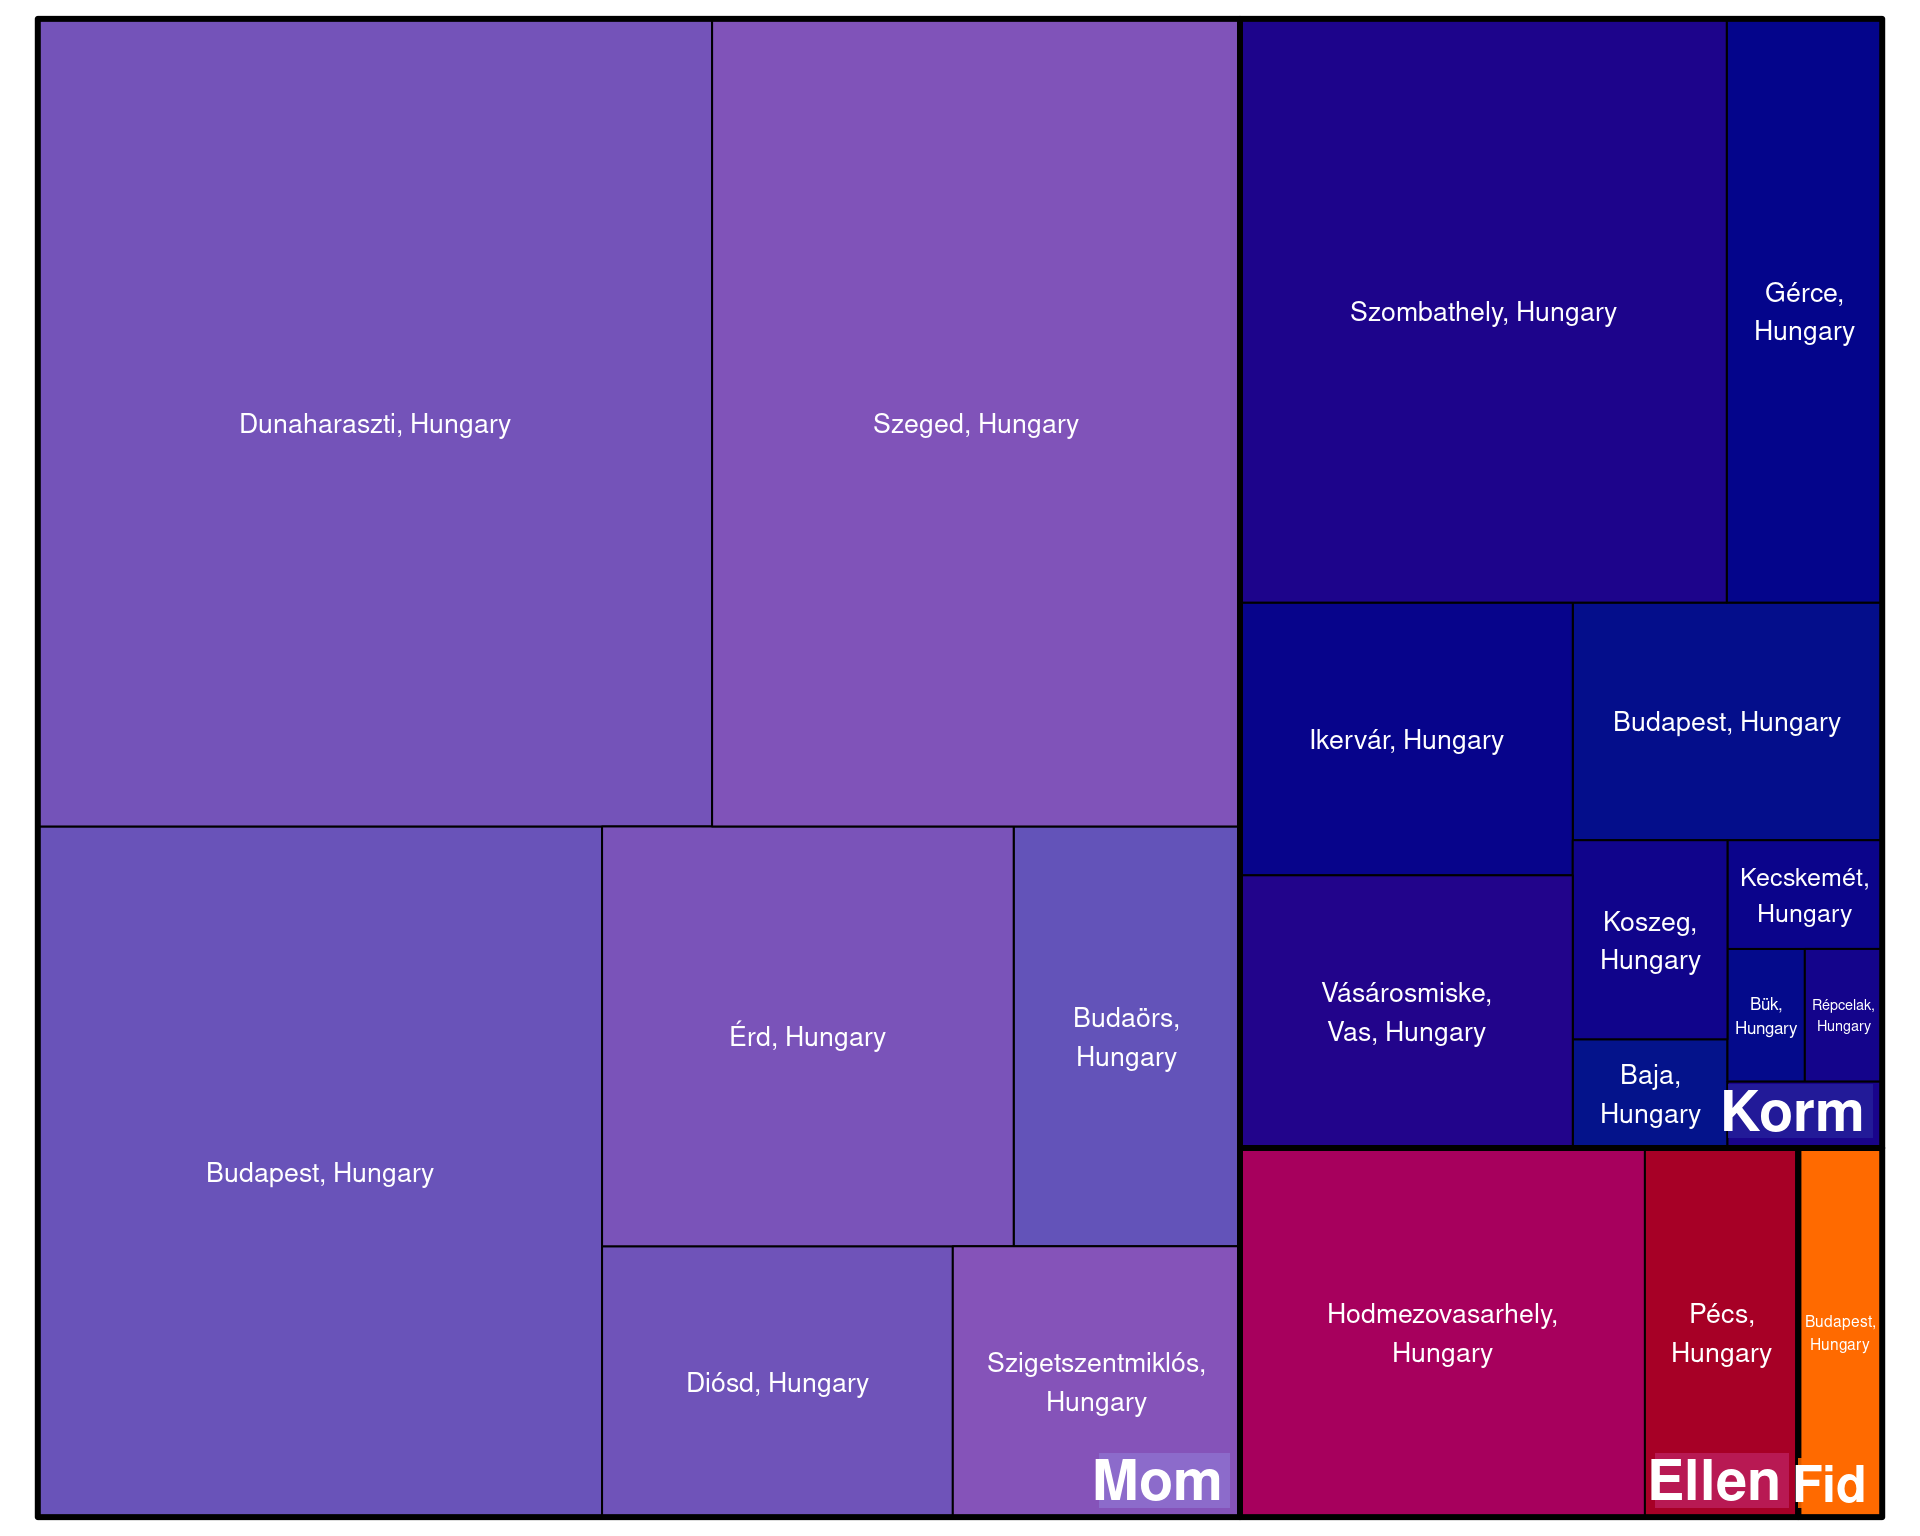 Dunaharaszti, Hungary
Szeged, Hungary
Budapest, Hungary
Érd, Hungary
Budaörs,
Hungary
Diósd, Hungary
Szigetszentmiklós,
Hungary
Mom
Szombathely, Hungary
Gérce,
Hungary
Ikervár, Hungary
Budapest, Hungary
Vásárosmiske,
Vas, Hungary
Koszeg,
Hungary
Kecskemét,
Hungary
Bük,
Hungary
Répcelak,
Hungary
Baja,
Hungary
Korm
Hodmezovasarhely,
Hungary
Pécs,
Hungary
Ellen
Budapest,
Hungary
Fid